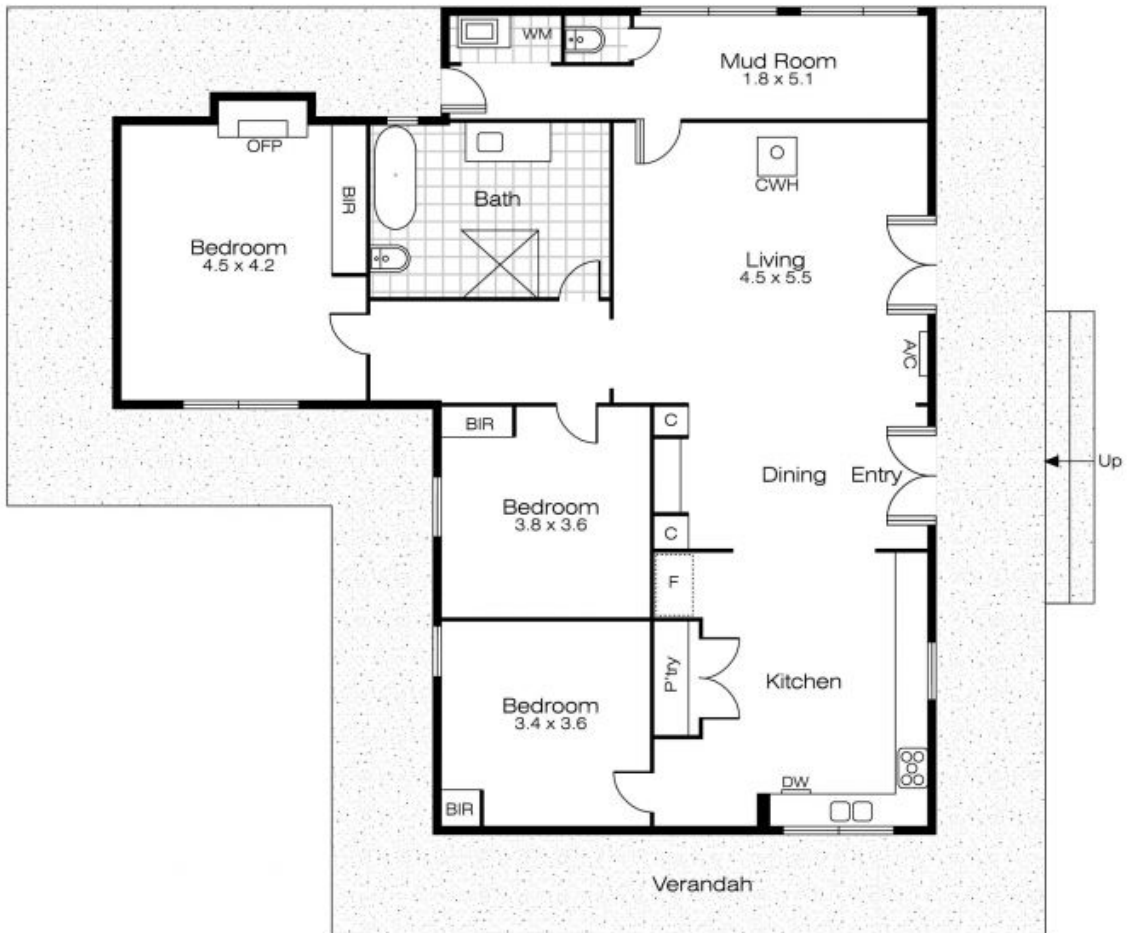 WM
Mud Room
1.8 x 5.1
OFP
BIR
Bath
CWH
Bedroom
4.5 x 4.2
Living
4.5 x 5.5
A/C
BIR
C
Bedroom
3.8 x 3.6
Dining
Entry
Up
C
F
P'try
Kitchen
Bedroom
3.4 x 3.6
DW
BIR
Verandah